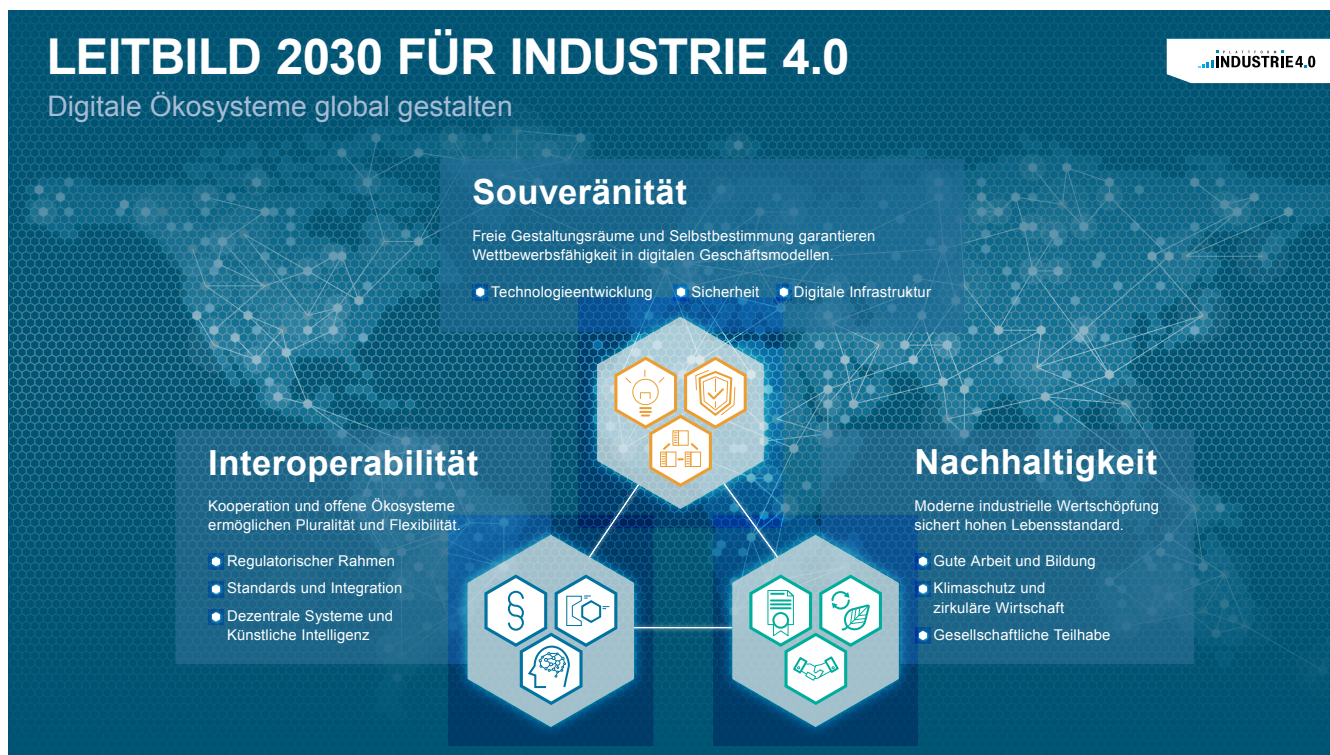 LEITBILD 2030 FÜR INDUSTRIE 4.0
Digitale Ökosysteme global gestalten
PLATTFORM
INDUSTRIE 4.0
Souveränität
Freie Gestaltungsräume und Selbstbestimmung garantieren
Wettbewerbsfähigkeit in digitalen Geschäftsmodellen.
Technologieentwicklung Sicherheit Digitale Infrastruktur
Interoperabilität
Kooperation und offene Ökosysteme
ermöglichen Pluralität und Flexibilität.
Regulatorischer Rahmen
Standards und Integration
Dezentrale Systeme und
Künstliche Intelligenz
§
Nachhaltigkeit
Moderne industrielle Wertschöpfung
sichert hohen Lebensstandard.
Gute Arbeit und Bildung
Klimaschutz und
zirkuläre Wirtschaft
Gesellschaftliche Teilhabe